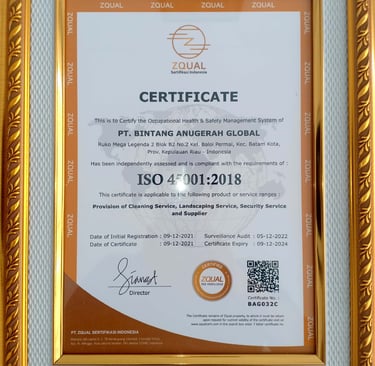 ZQUAL
Sertifikasi Indonesia
CERTIFICATE
This is to Certify the Occupational Health & Safety Management System of
PT. BINTANG ANUGERAH GLOBAL
Ruko Mega Legenda 2 Blok B2 No.2 Kel. Baloi Permai, Kec. Batam Kota,
Prov. Kepulauan Riau - Indonesia
Has been independently assessed and is compliant with the requirements of :
ISO 45001:2018
This certificate is applicable to the following product or service ranges :
Provision of Cleaning Service, Landscaping Service, Security Service
and Supplier
Date of Initial Registration : 09-12-2021 Surveillance Audit : 05-12-2022
Date of Certificate : 09-12-2021 Certificate Expiry : 09-12-2024
Director
ZQUAL
Certificate No. :
BAG032C
PT. ZQUAL SERTIFIKASI INDONESIA